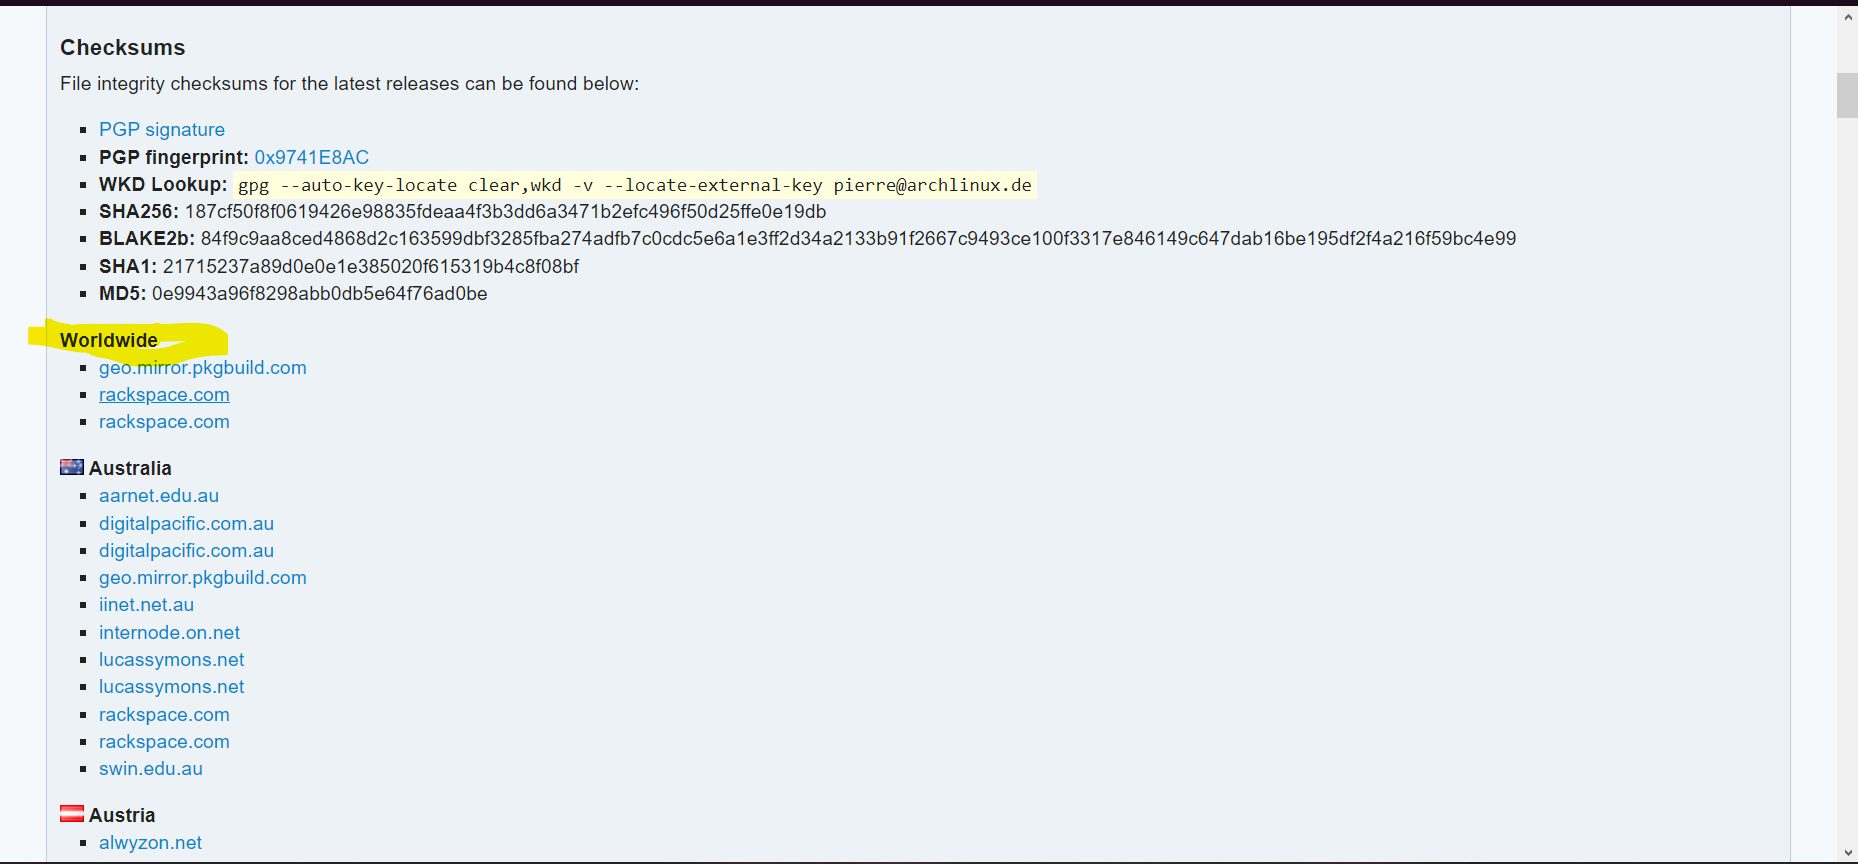 Checksums
File integrity checksums for the latest releases can be found below:
PGP signature
PGP fingerprint: 0x9741E8AC
WKD Lookup: gpg --auto-key-locate clear,wkd -v --locate-external-key pierre@archlinux.de
SHA256: 187cf50f8f0619426e98835fdeaa4f3b3dd6a3471b2efc496f50d25ffe0e19db
BLAKE2b: 84f9c9aa8ced4868d2c163599dbf3285fba274adfb7c0cdc5e6a1e3ff2d34a2133b91f2667c9493ce100f3317e846149c647dab16be195df2f4a216f59bc4e99
SHA1: 21715237a89d0e0e1e385020f615319b4c8f08bf
MD5: 0e9943a96f8298abb0db5e64f76ad0be
Worldwide
geo.mirror.pkgbuild.com
rackspace.com
rackspace.com
Australia
aarnet.edu.au
digitalpacific.com.au
digitalpacific.com.au
geo.mirror.pkgbuild.com
iinet.net.au
internode.on.net
lucassymons.net
lucassymons.net
rackspace.com
rackspace.com
swin.edu.au
Austria
alwyzon.net